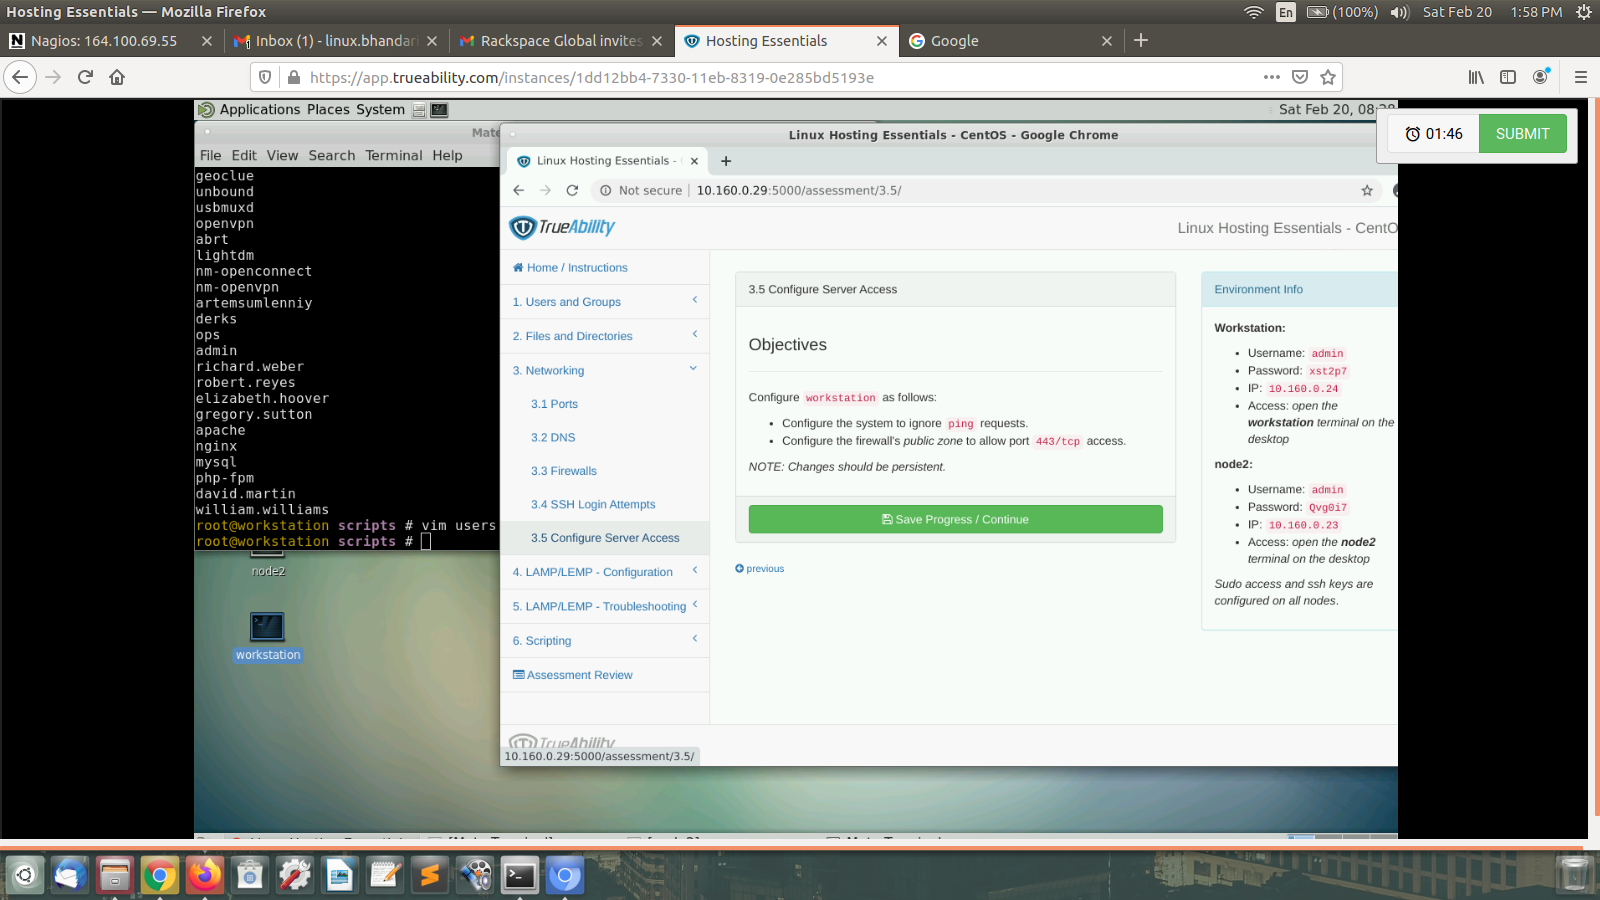 Hosting Essentials — Mozilla Firefox
En (100%) Sat Feb 20 1:58 PM
Nagios: 164.100.69.55
Inbox (1) - linux.bhandari
Rackspace Global invites
Hosting Essentials
Google
https://app.trueability.com/instances/1dd12bb4-7330-11eb-8319-0e285bd5193e
Applications Places System
Sat Feb 20, 08:28
01:46
SUBMIT
Mate
File Edit View Search Terminal Help
geoclue
unbound
usbmuxd
openvpn
abrt
lightdm
nm-openconnect
nm-openvpn
artemsumlenniy
derks
ops
admin
richard.weber
robert.reyes
elizabeth.hoover
gregory.sutton
apache
nginx
mysql
php-fpm
david.martin
william.williams
root@workstation scripts # vim users
root@workstation scripts #
node2
workstation
Linux Hosting Essentials - CentOS - Google Chrome
Linux Hosting Essentials -
Not secure 10.160.0.29:5000/assessment/3.5/
TrueAbility
Linux Hosting Essentials - CentO
Home / Instructions
1. Users and Groups
2. Files and Directories
3. Networking
3.1 Ports
3.2 DNS
3.3 Firewalls
3.4 SSH Login Attempts
3.5 Configure Server Access
4. LAMP/LEMP - Configuration
5. LAMP/LEMP - Troubleshooting
6. Scripting
Assessment Review
3.5 Configure Server Access
Objectives
Configure workstation as follows:
• Configure the system to ignore ping requests.
• Configure the firewall's public zone to allow port 443/tcp access.
NOTE: Changes should be persistent.
Save Progress / Continue
previous
Environment Info
Workstation:
• Username: admin
• Password: xst2p7
• IP: 10.160.0.24
• Access: open the
workstation terminal on the
desktop
node2:
• Username: admin
• Password: Qvg0i7
• IP: 10.160.0.23
• Access: open the node2
terminal on the desktop
Sudo access and ssh keys are
configured on all nodes.
TrueAbility
10.160.0.29:5000/assessment/3.5/